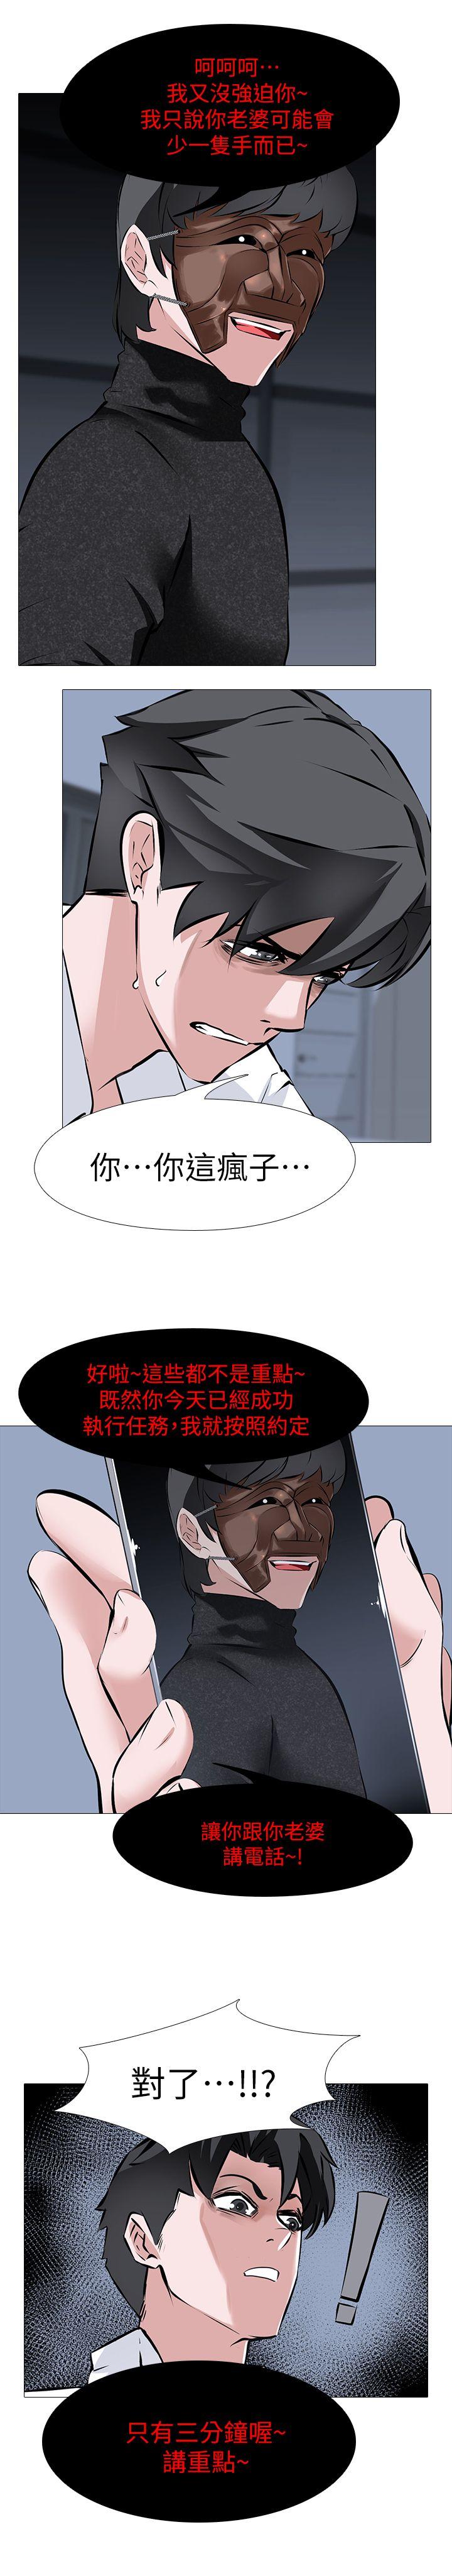 呵呵呵⋯
我又沒強迫你~
我只說你老婆可能會
少一隻手而已~
你⋯你這瘋子⋯
好啦~這些都不是重點~
既然你今天已經成功
執行任務,我就按照約定
讓你跟你老婆
講電話~!
對了⋯!!?
只有三分鐘喔~
講重點~